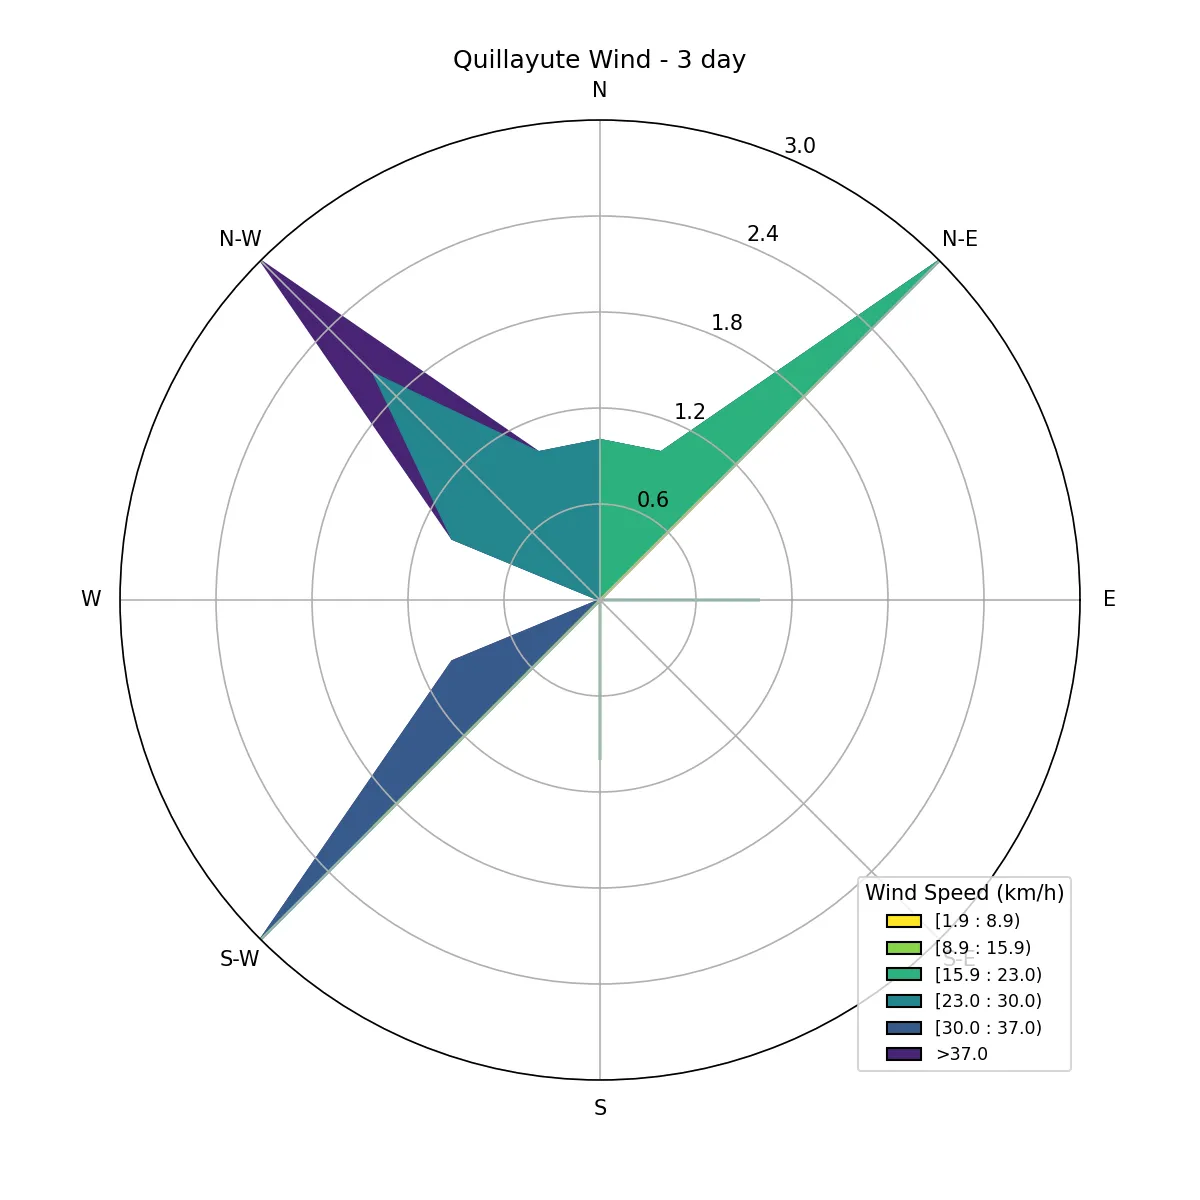 Quillayute Wind - 3 day
N
3.0
N-W
2.4
N-E
1.8
1.2
0.6
W
E
S-W
S-E
Wind Speed (km/h)
[1.9 : 8.9)
[8.9 : 15.9)
[15.9 : 23.0)
[23.0 : 30.0)
[30.0 : 37.0)
>37.0
S